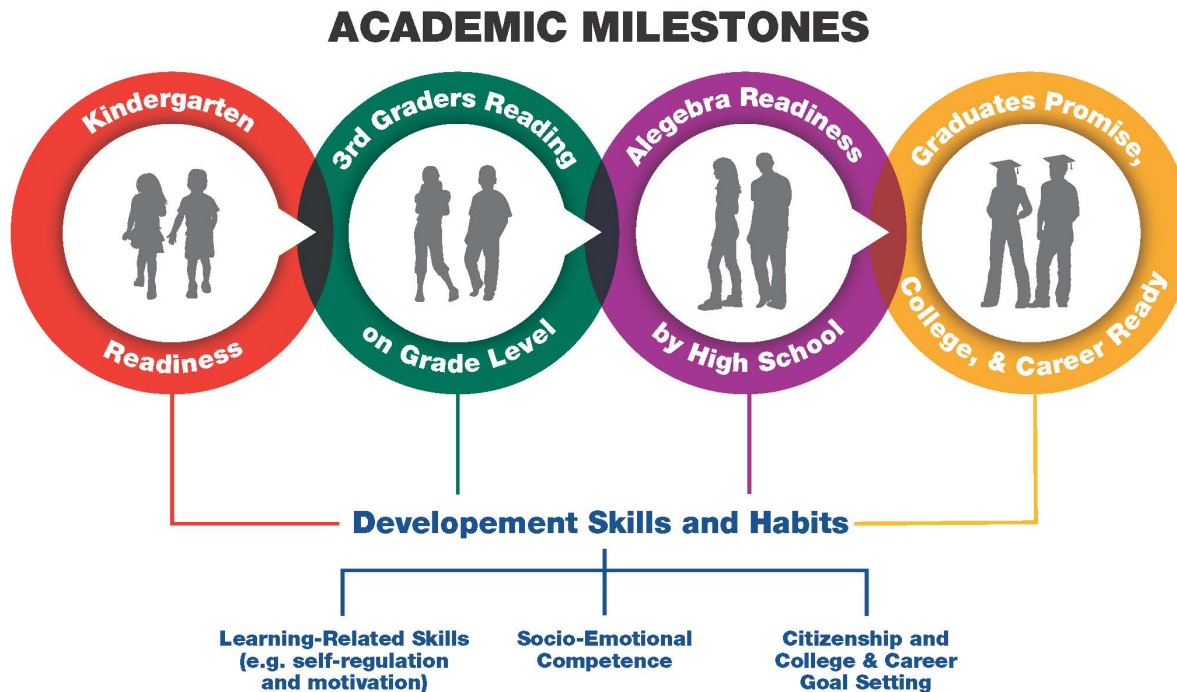 ACADEMIC MILESTONES
Kindergarten
Readiness
3rd Graders Reading
on Grade Level
Alegebra Readiness
by High School
Graduates Promise,
College, & Career Ready
Developement Skills and Habits
Learning-Related Skills
(e.g. self-regulation
and motivation)
Socio-Emotional
Competence
Citizenship and
College & Career
Goal Setting